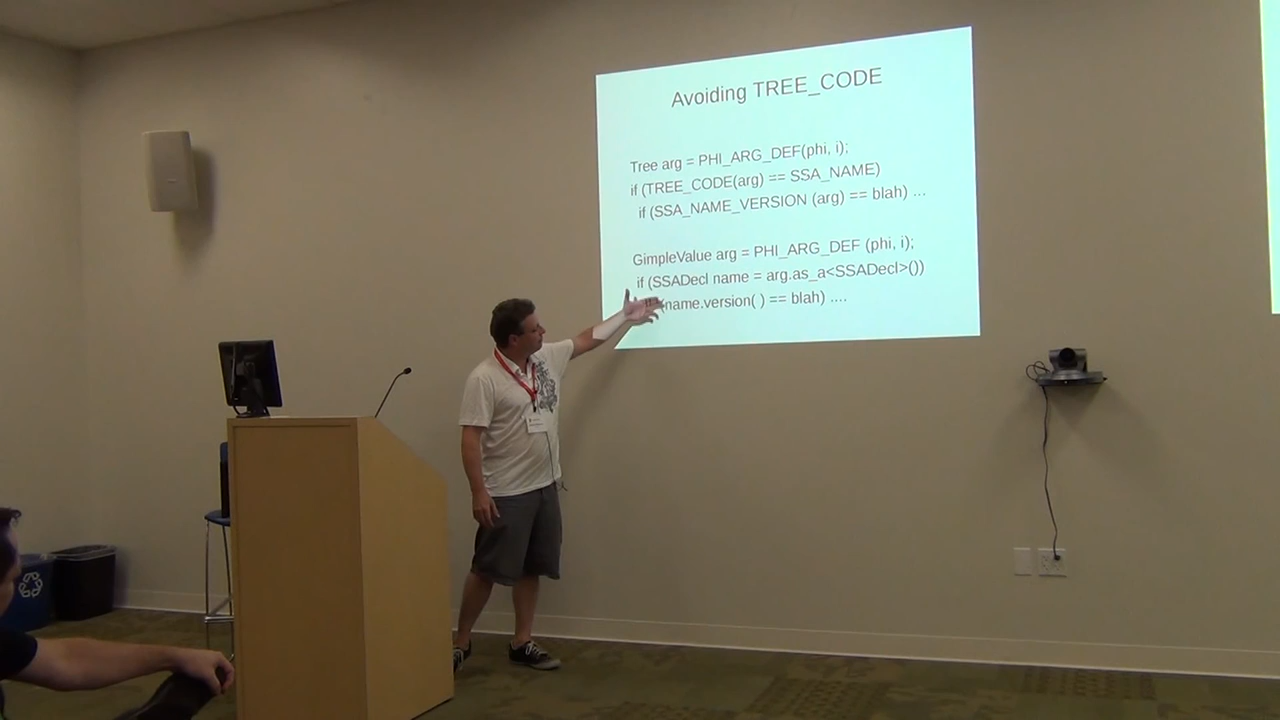 Avoiding TREE_CODE
Tree arg = PHI_ARG_DEF(phi, i);
if (TREE_CODE(arg) == SSA_NAME)
if (SSA_NAME_VERSION (arg) == blah) ...
GimpleValue arg = PHI_ARG_DEF (phi, i);
if (SSADecl name = arg.as_a<SSADecl>())
name.version( ) == blah) ....